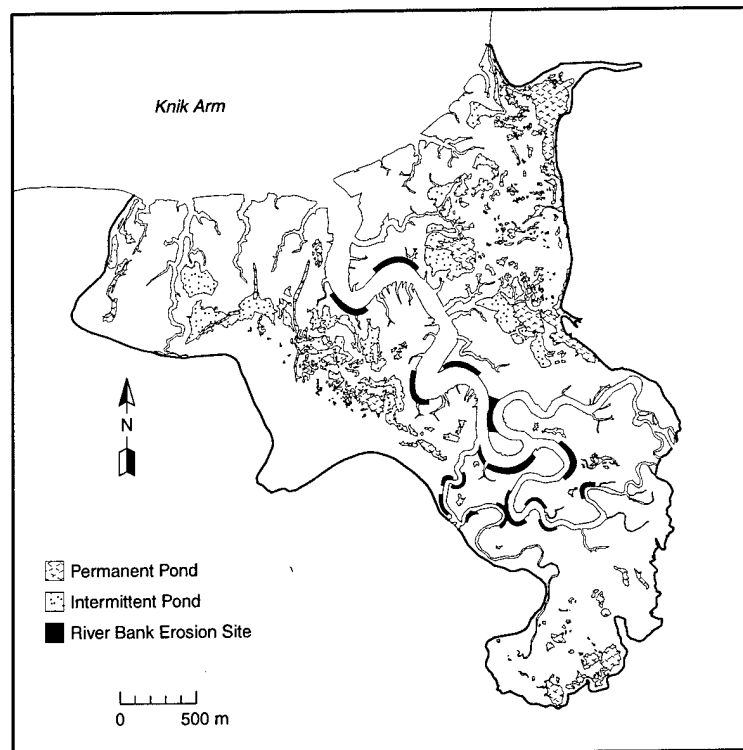 Knik Arm
N
Permanent Pond
Intermittent Pond
River Bank Erosion Site
0 500 m